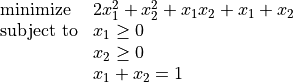 minimize 2x₁² + x₂² + x₁x₂ + x₁ + x₂
subject to x₁ ≥ 0
x₂ ≥ 0
x₁ + x₂ = 1